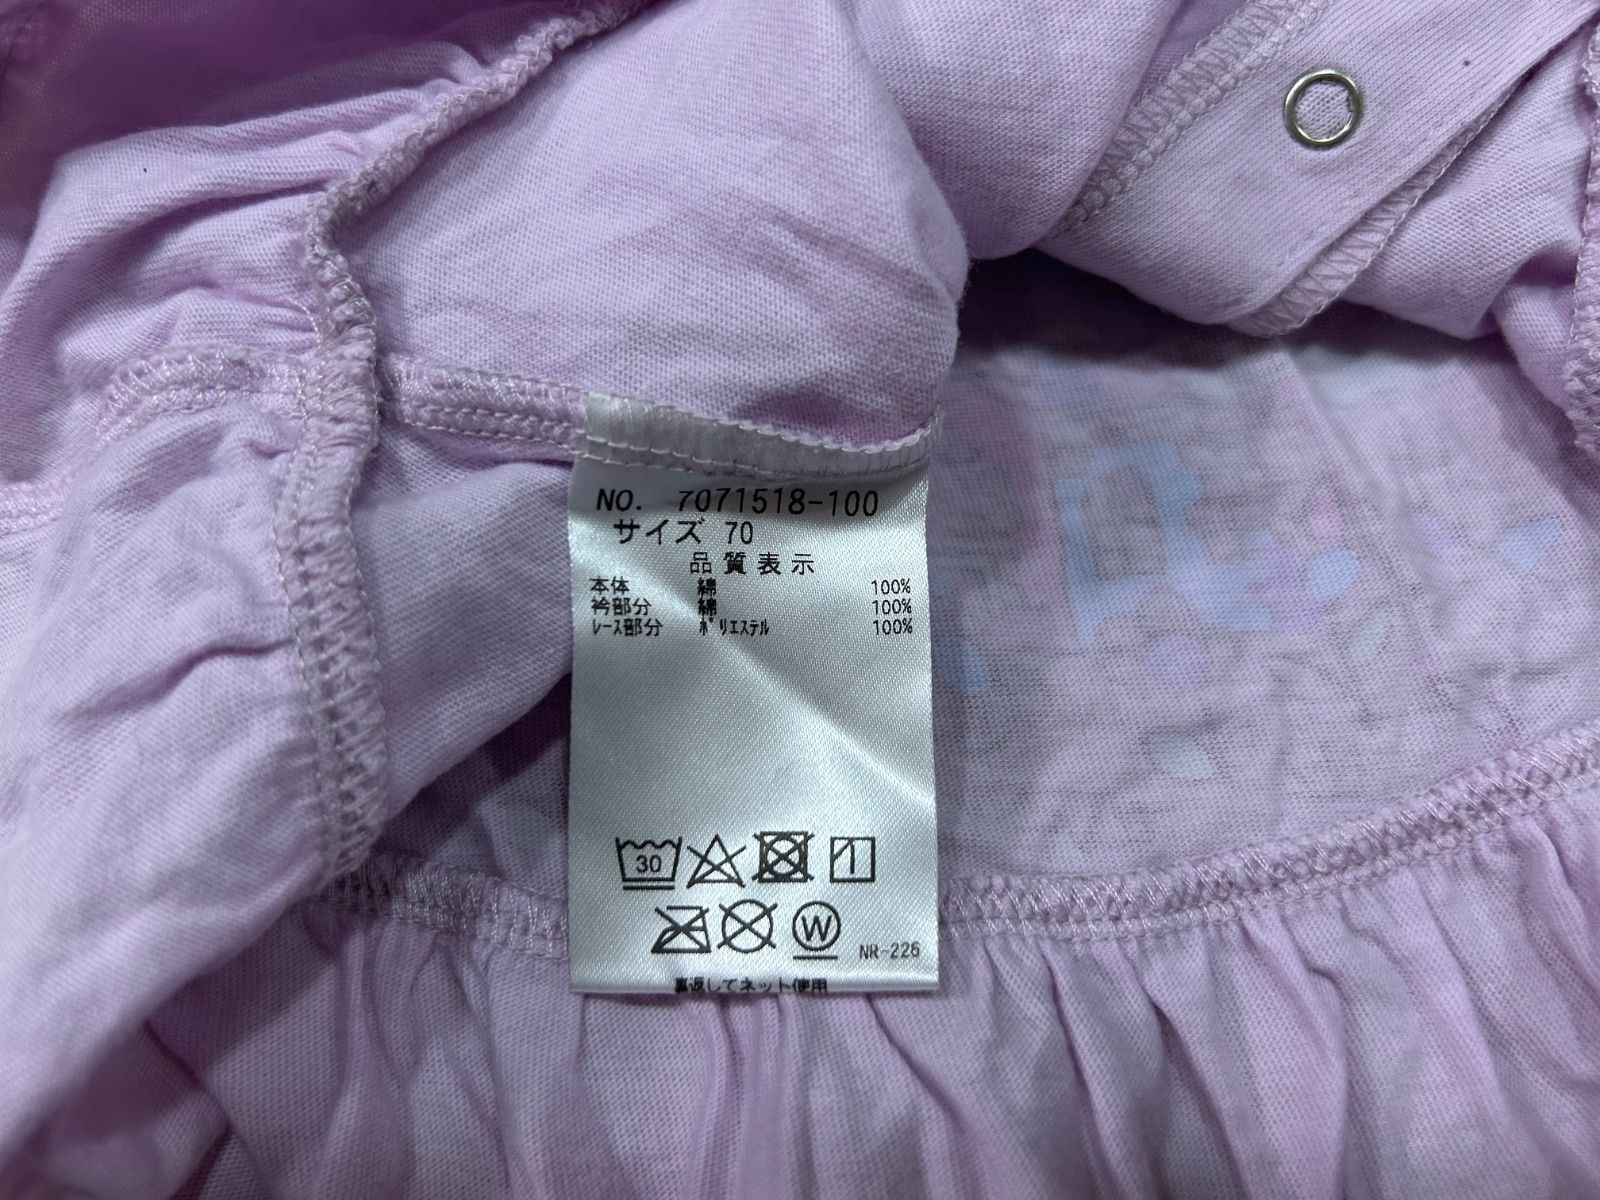 NO. 7071518-100
サイズ 70
品質表示
本体 綿 100%
衿部分 綿 100%
レース部分 ポリエステル 100%
30
W
NR-226
裏返してネット使用